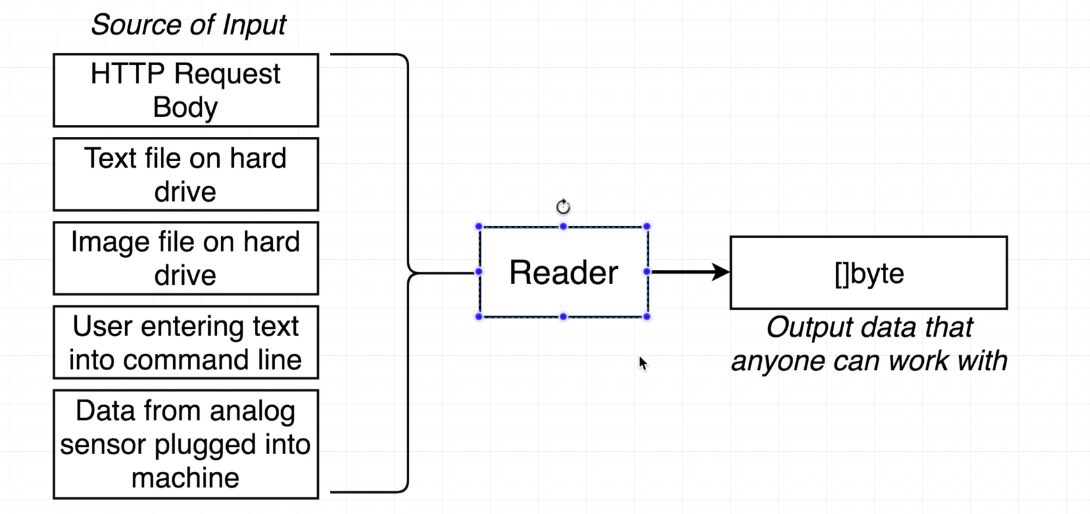 Source of Input
HTTP Request
Body
Text file on hard
drive
Image file on hard
drive
User entering text
into command line
Data from analog
sensor plugged into
machine
Reader
[]byte
Output data that
anyone can work with